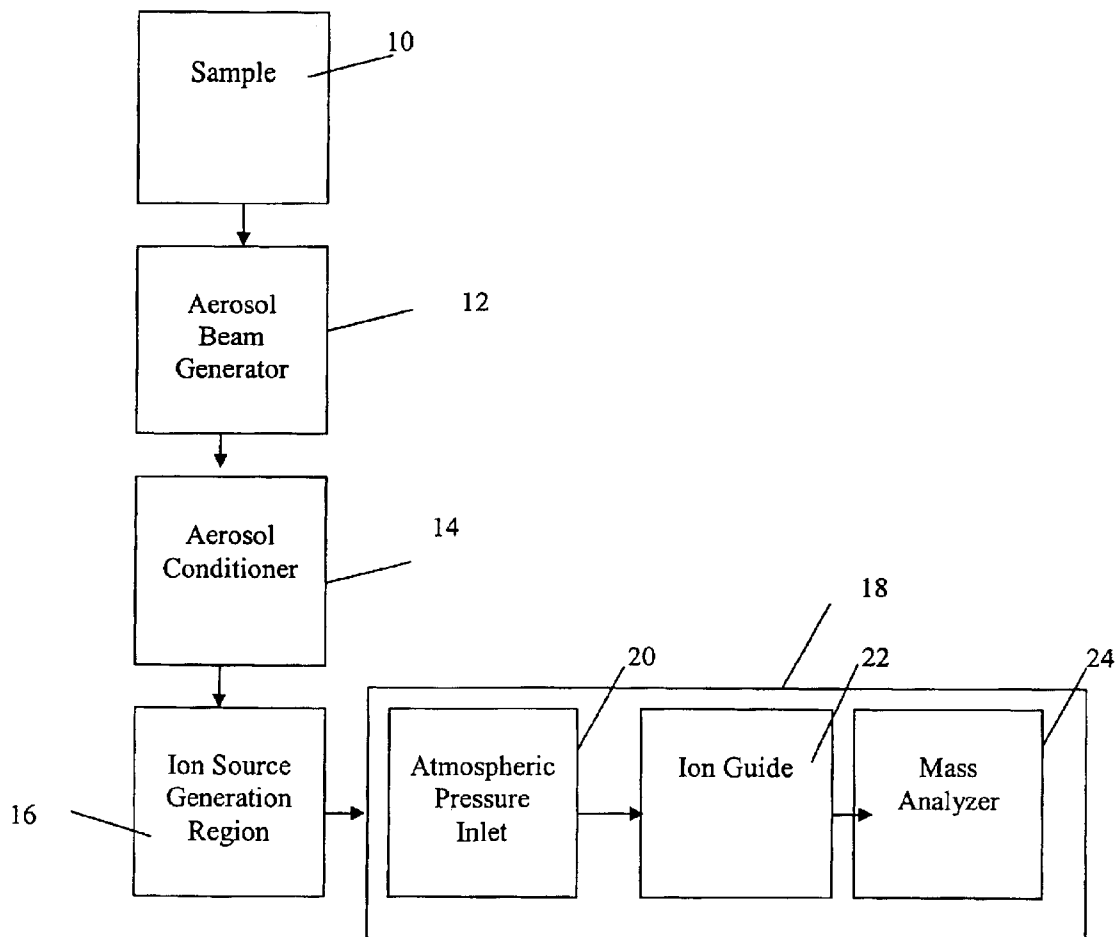 10
Sample
12
Aerosol
Beam
Generator
14
Aerosol
Conditioner
18
20
22
24
16
Ion Source
Generation
Region
Atmospheric
Pressure
Inlet
Ion Guide
Mass
Analyzer